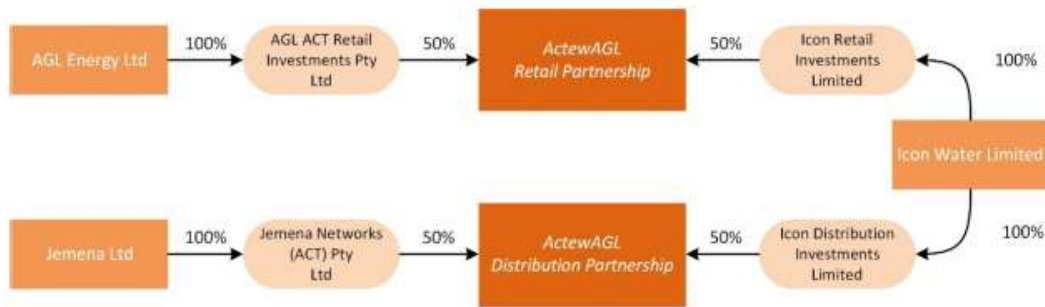 AGL Energy Ltd
100%
AGL ACT Retail
Investments Pty
Ltd
50%
ActewAGL
Retail Partnership
50%
Icon Retail
Investments
Limited
100%
Icon Water Limited
Jemena Ltd
100%
Jemena Networks
(ACT) Pty
Ltd
50%
ActewAGL
Distribution Partnership
50%
Icon Distribution
Investments
Limited
100%